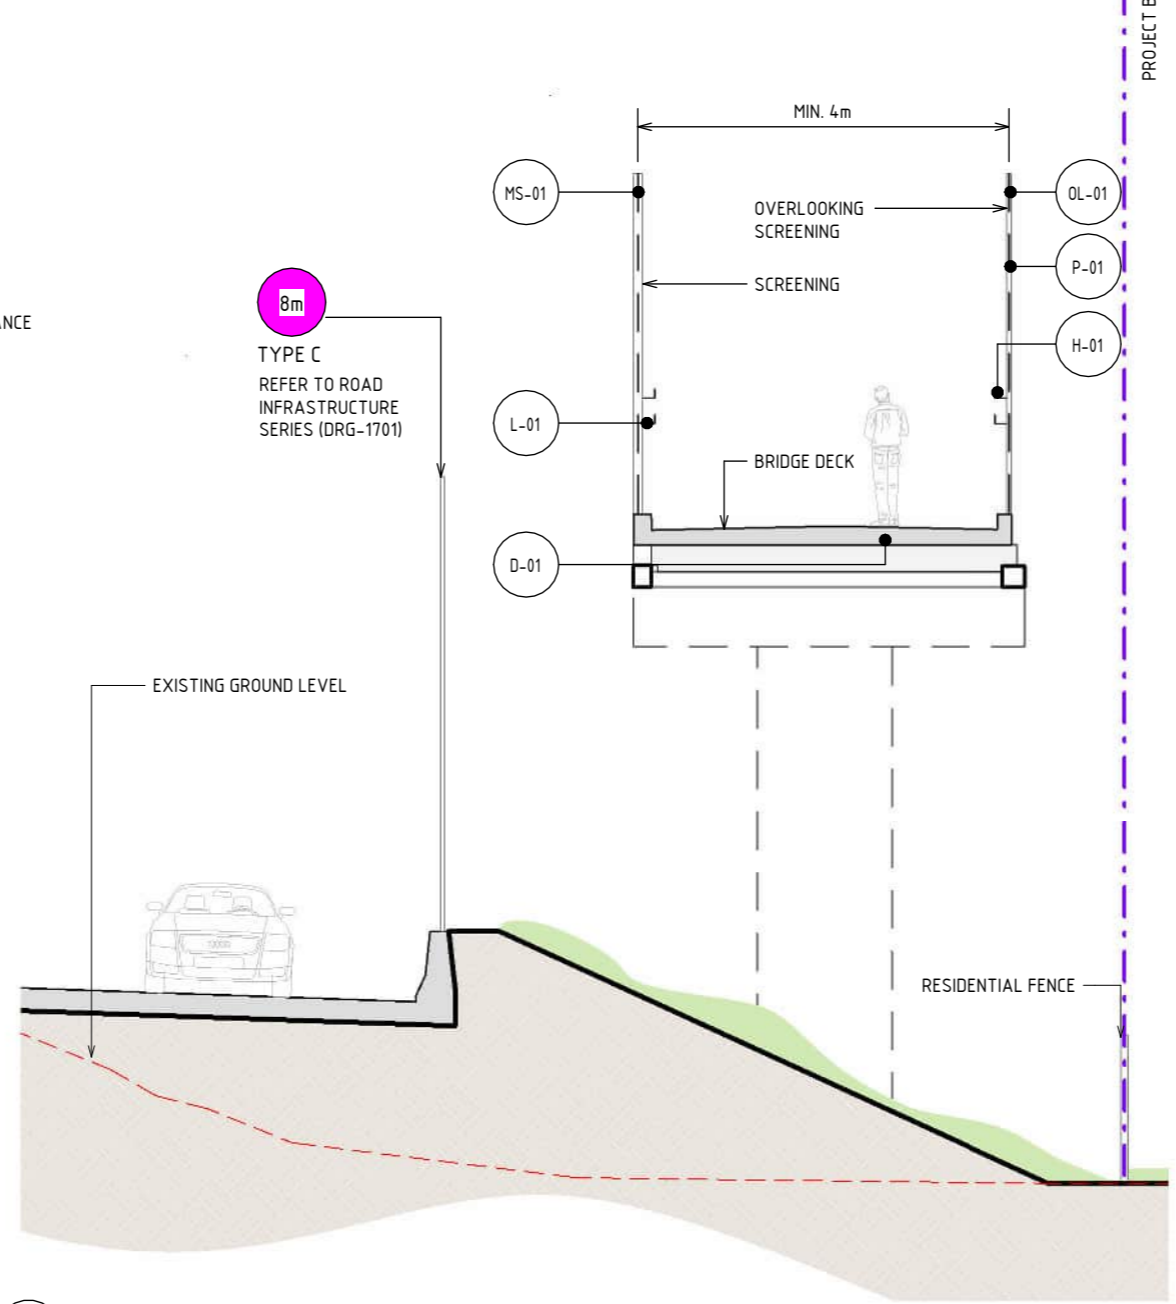 PROJECT B
MIN. 4m
MS-01
OL-01
OVERLOOKING
SCREENING
P-01
SCREENING
8m
ANCE
H-01
TYPE C
REFER TO ROAD
INFRASTRUCTURE
SERIES (DRG-1701)
L-01
BRIDGE DECK
D-01
EXISTING GROUND LEVEL
RESIDENTIAL FENCE